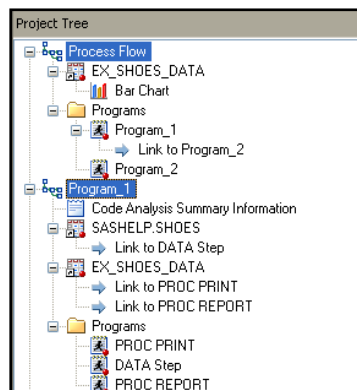 Project Tree
Process Flow
EX_SHOES_DATA
Bar Chart
Programs
Program_1
Link to Program_2
Program_2
Program_1
Code Analysis Summary Information
SASHELP.SHOES
Link to DATA Step
EX_SHOES_DATA
Link to PROC PRINT
Link to PROC REPORT
Programs
PROC PRINT
DATA Step
PROC REPORT